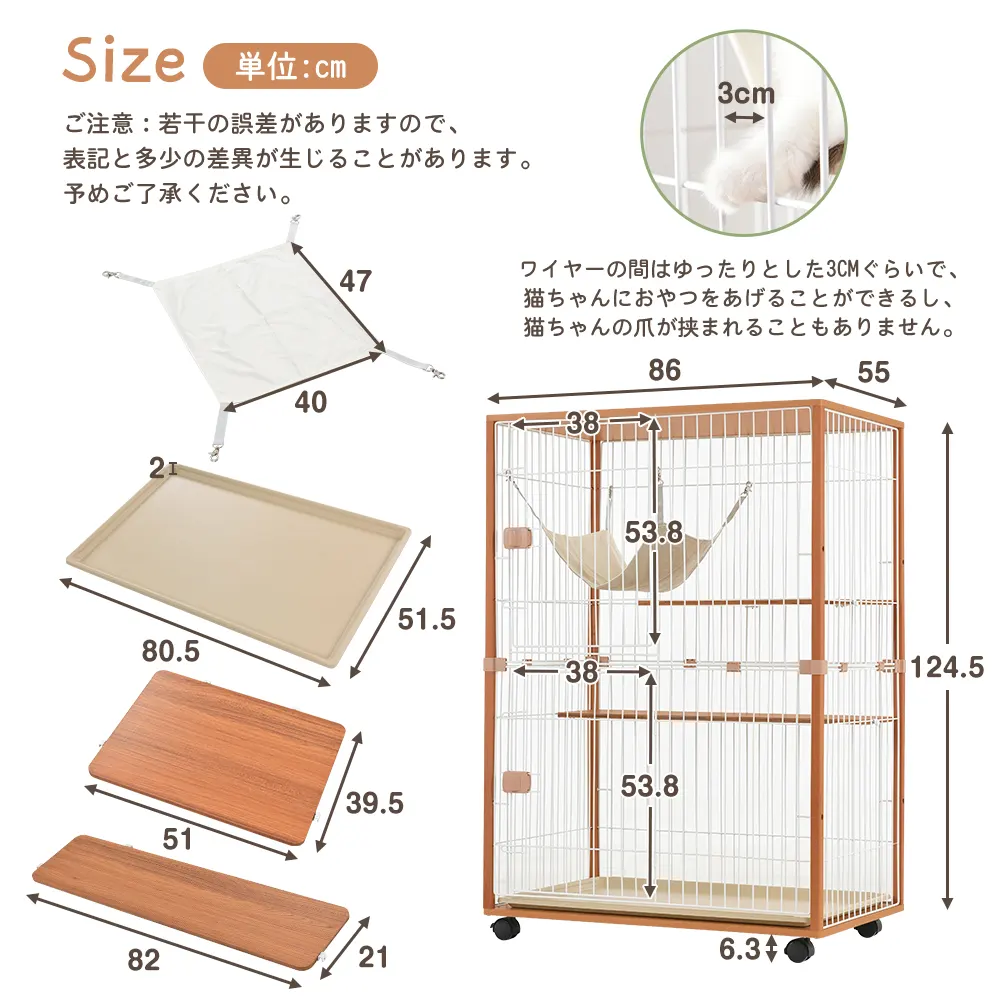 Size 単位:cm
ご注意:若干の誤差がありますので、
表記と多少の差異が生じることがあります。
予めご了承ください。
3cm
ワイヤーの間はゆったりとした3CMぐらいで、
猫ちゃんにおやつをあげることができるし、
猫ちゃんの爪が挟まれることもありません。
47
40
2
51.5
80.5
39.5
51
82
21
86
55
38
53.8
38
53.8
124.5
6.3